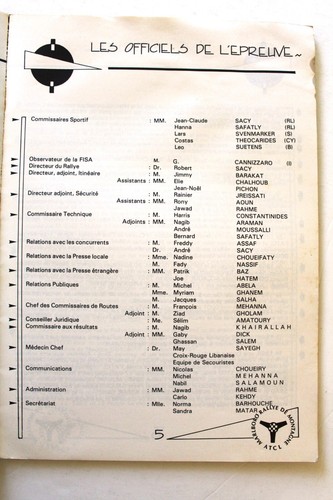 LES OFFICIELS DE L'EPREUVE~
Commissaires Sportif : MM. Jean-Claude SACY (RL)
Hanna SAFATLY (RL)
Lars SVENMARKER (S)
Costas THEOCARIDES (CY)
Leo SUETENS (B)
Observateur de la FISA M. G. CANNIZZARO (I)
Directeur du Rallye : Dr. Robert SACY
Directeur, adjoint, Itinéaire : M. Jimmy BARAKAT
Assistants : MM. Elie CHALHOUB
Jean-Noël PICHON
Directeur adjoint, Sécurité : M. Rainier JREISSATI
Assistants : MM. Rony AOUN
Jawad RAHME
Commissaire Technique : M. Harris CONSTANTINIDES
Adjoints : MM. Nagib ARAMAN
André MOUSSALLI
Bernard SAFATLY
Relations avec les concurrents : M. Freddy ASSAF
Dr. André SACY
Relations avec la Presse locale : Mme. Nadine CHOUEIFATY
M. Fady NASSIF
Relations avec la Presse étrangère : MM. Patrik BAZ
Joe HATEM
Relations Publiques : M. Michel ABELA
Mme. Myriam GHANEM
M. Jacques SALHA
Chef des Commissaires de Routes : M. François MEHANNA
Adjoint : M. Ziad GHOLAM
Conseiller Juridique : Me. Sélim AMATOURY
Commissaire aux résultats : M. Nagib KHAIRALLAH
Adjoint : MM. Gaby DICK
Ghassan SALEM
Médecin Chef : Dr. May SAYEGH
Croix-Rouge Libanaise
Equipe de Secouristes
Communications : MM. Nicolas CHOUEIRY
Michel MEHANNA
Nabil SALAMOUN
Administration : MM. Jawad RAHME
Carlo KEHDY
Secrétariat : Mlle. Norma BARHOUCHE
Sandra MATAR
5
MARLBORO RALLYE DE MONTAGNE
ATCL